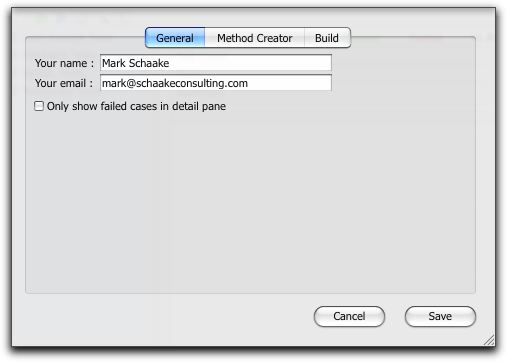 General Method Creator Build
Your name : Mark Schaake
Your email : mark@schaakeconsulting.com
Only show failed cases in detail pane
Cancel Save